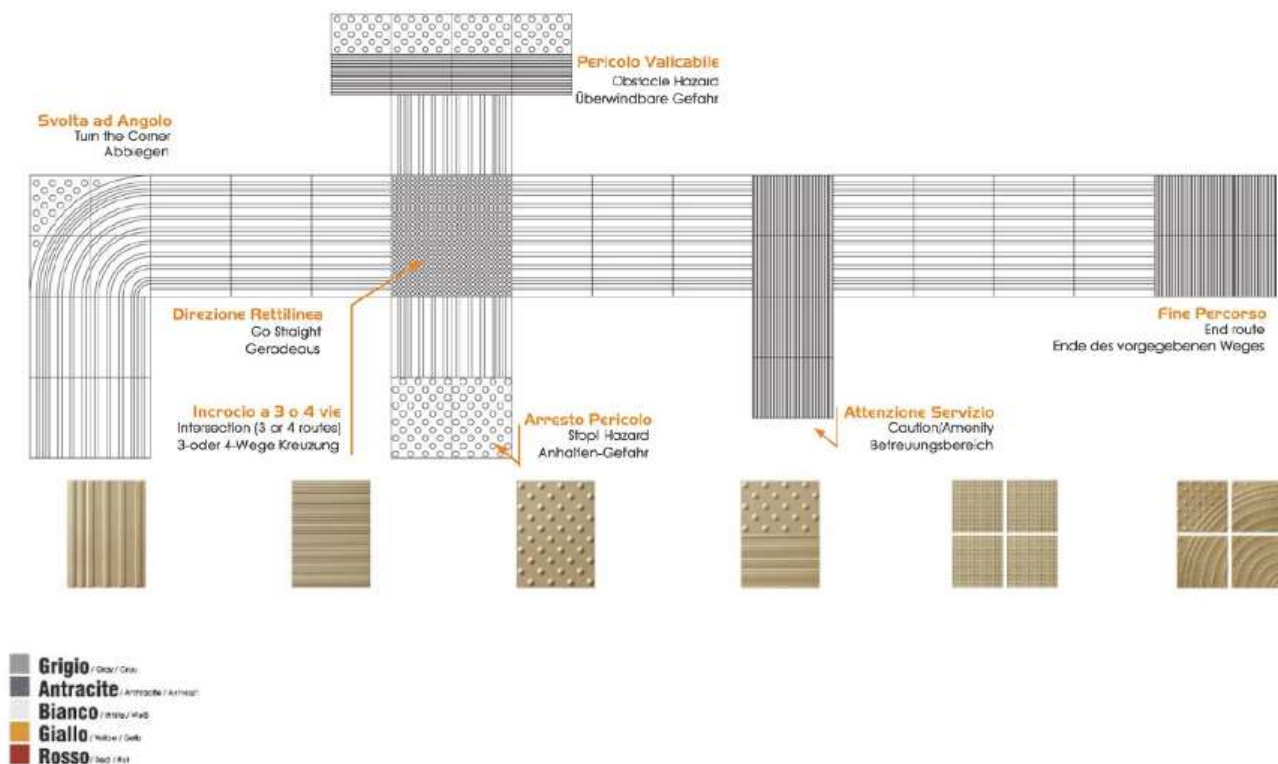 Pericolo Valicabile
Obstacle Hazard
Überwindbare Gefahr
Svolta ad Angolo
Turn the Corner
Abbiegen
Direzione Rettilinea
Go Straight
Geradeaus
Fine Percorso
End route
Ende des vorgegebenen Weges
Incrocio a 3 o 4 vie
Intersection (3 or 4 routes)
3-oder 4-Wege Kreuzung
Arresto Pericolo
Stop! Hazard
Anhalten-Gefahr
Attenzione Servizio
Caution/Amenity
Betreuungsbereich
Grigio
Antracite
Bianco
Giallo
Rosso